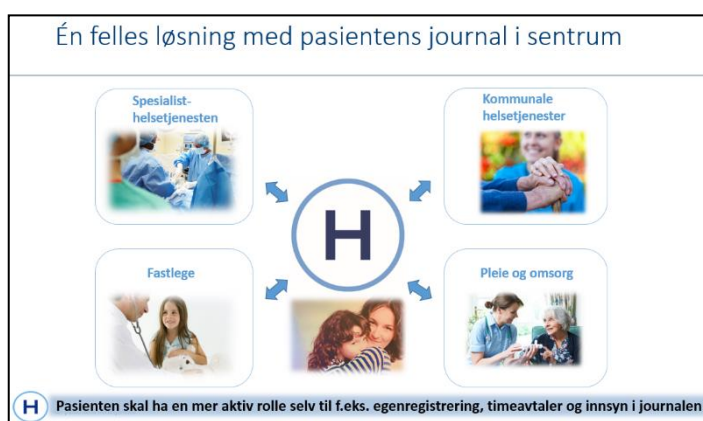 Én felles løsning med pasientens journal i sentrum
Spesialist-
helsetjenesten
Kommunale
helsetjenester
H
Fastlege
Pleie og omsorg
H
Pasienten skal ha en mer aktiv rolle selv til f.eks. egenregistrering, timeavtaler og innsyn i journalen